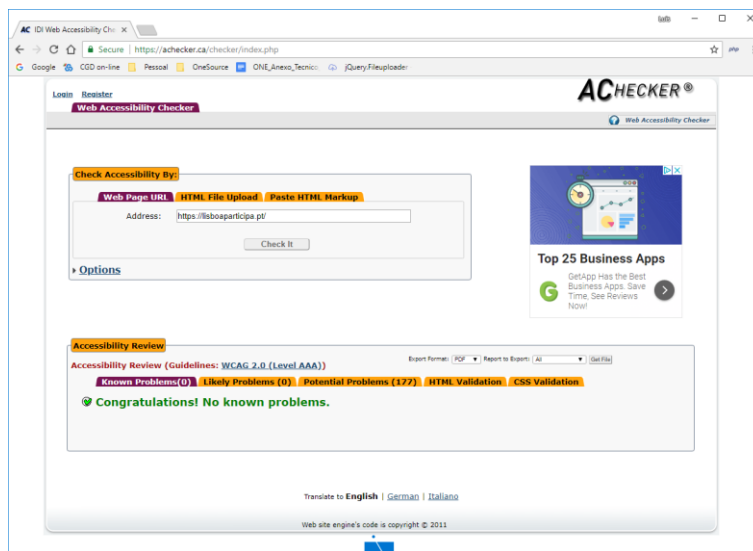 AC IDI Web Accessibility Che
Secure | https://achecker.ca/checker/index.php
Google CGD on-line Pessoal OneSource ONE_Anexo_Tecnico jQuery.Fileuploader
Login Register
ACHECKER®
Web Accessibility Checker
Web Accessibility Checker
Check Accessibility By:
Web Page URL HTML File Upload Paste HTML Markup
Address: https://lisboaparticipa.pt/
Check It
Options
Top 25 Business Apps
GetApp Has the Best
Business Apps. Save
Time, See Reviews
Now!
Accessibility Review
Export Format: PDF Report to Export: All Get File
Accessibility Review (Guidelines: WCAG 2.0 (Level AAA))
Known Problems(0) Likely Problems (0) Potential Problems (177) HTML Validation CSS Validation
Congratulations! No known problems.
Translate to English | German | Italiano
Web site engine's code is copyright © 2011